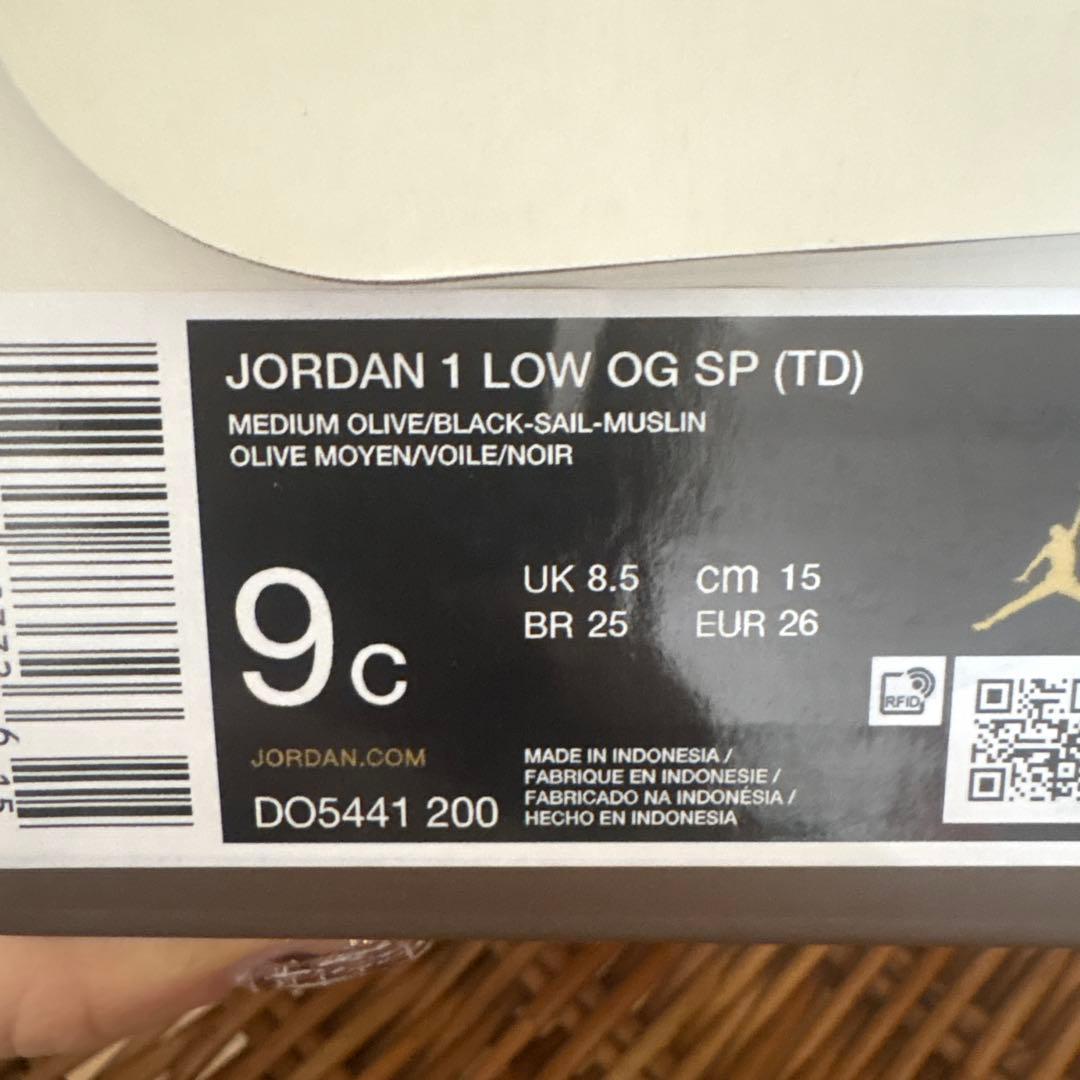 JORDAN 1 LOW OG SP (TD)
MEDIUM OLIVE/BLACK-SAIL-MUSLIN
OLIVE MOYEN/VOILE/NOIR
9c
UK 8.5 cm 15
BR 25 EUR 26
RFID
JORDAN.COM
DO5441 200
MADE IN INDONESIA /
FABRIQUE EN INDONESIE /
FABRICADO NA INDONÉSIA /
HECHO EN INDONESIA